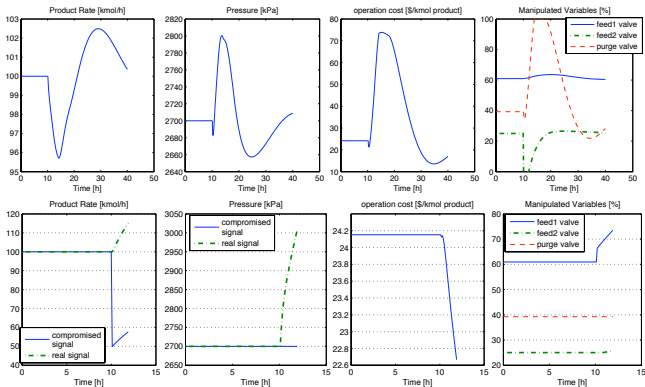 Product Rate [kmol/h]
Pressure [kPa]
operation cost [$/kmol product]
Manipulated Variables [%]
103
102
101
100
99
98
97
96
95
0 10 20 30 40 50
Time [h]
2820
2800
2780
2760
2740
2720
2700
2680
2660
2640
0 10 20 30 40 50
Time [h]
80
70
60
50
40
30
20
10
0 10 20 30 40 50
Time [h]
100
80
60
40
20
0
feed1 valve
feed2 valve
purge valve
0 10 20 30 40 50
Time [h]
Product Rate [kmol/h]
Pressure [kPa]
operation cost [$/kmol product]
Manipulated Variables [%]
120
110
100
90
80
70
60
50
40
compromised
signal
real signal
0 5 10 15
Time [h]
3050
3000
2950
2900
2850
2800
2750
2700
2650
compromised
signal
real signal
0 5 10 15
Time [h]
24.2
24
23.8
23.6
23.4
23.2
23
22.8
22.6
0 5 10 15
Time [h]
80
70
60
50
40
30
20
feed1 valve
feed2 valve
purge valve
0 5 10 15
Time [h]